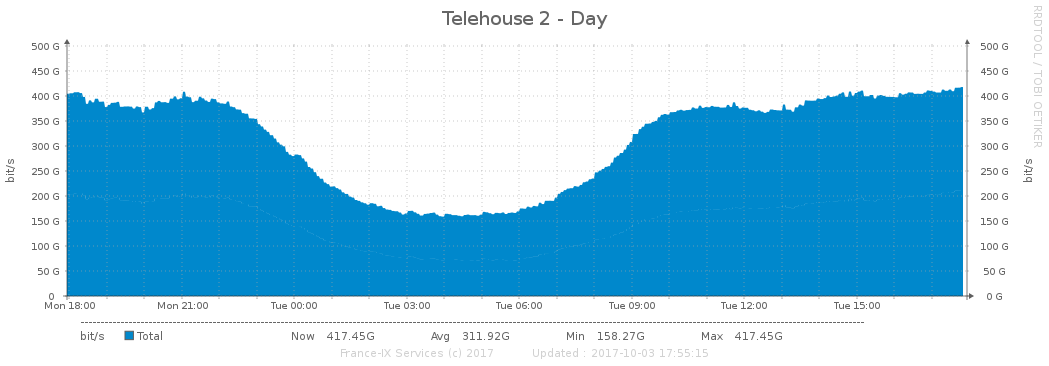 Telehouse 2 - Day
RRDTOOL / TOBI OETIKER
500 G 500 G
450 G 450 G
400 G 400 G
350 G 350 G
300 G 300 G
250 G 250 G
200 G 200 G
150 G 150 G
100 G 100 G
50 G 50 G
0 0 G
bit/s bit/s
Mon 18:00 Mon 21:00 Tue 00:00 Tue 03:00 Tue 06:00 Tue 09:00 Tue 12:00 Tue 15:00
bit/s Total Now 417.45G Avg 311.92G Min 158.27G Max 417.45G
France-IX Services (c) 2017 Updated : 2017-10-03 17:55:15